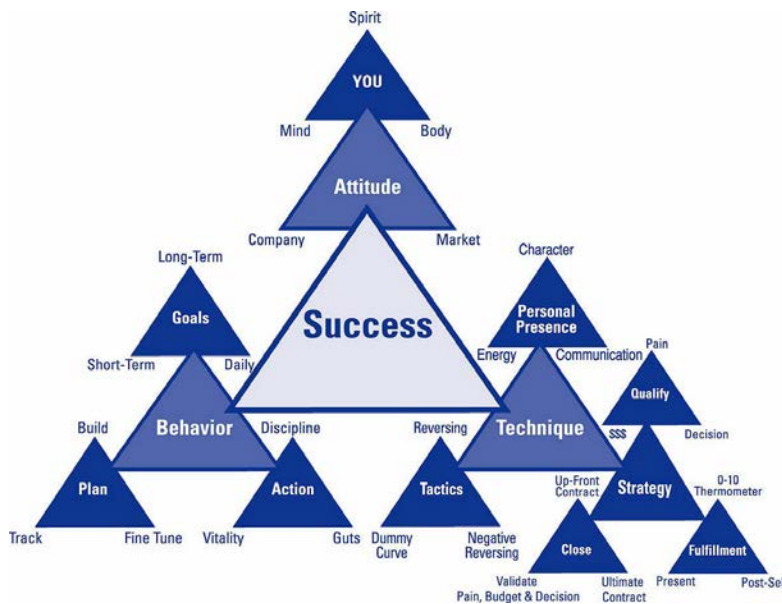 Spirit
YOU
Mind
Body
Attitude
Company
Market
Success
Long-Term
Goals
Short-Term
Daily
Behavior
Build
Plan
Track
Fine Tune
Discipline
Action
Vitality
Guts
Character
Personal
Presence
Energy
Communication
Technique
Reversing
Tactics
Dummy
Curve
Negative
Reversing
Pain
Qualify
$$$
Decision
Strategy
Up-Front
Contract
0-10
Thermometer
Close
Validate
Pain, Budget & Decision
Ultimate
Contract
Fulfillment
Present
Post-Sel